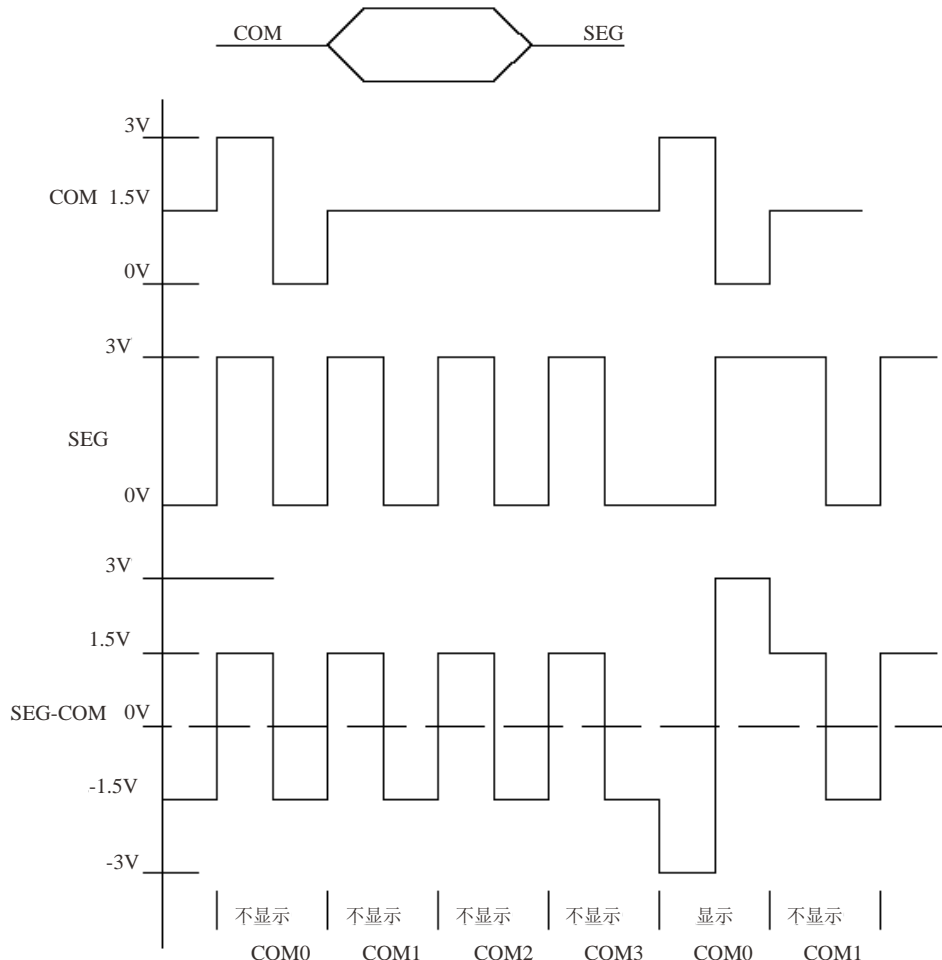 COM SEG
3V
COM 1.5V
0V
3V
SEG
0V
3V
1.5V
SEG-COM 0V
-1.5V
-3V
不显示 不显示 不显示 不显示 显示 不显示
COM0 COM1 COM2 COM3 COM0 COM1